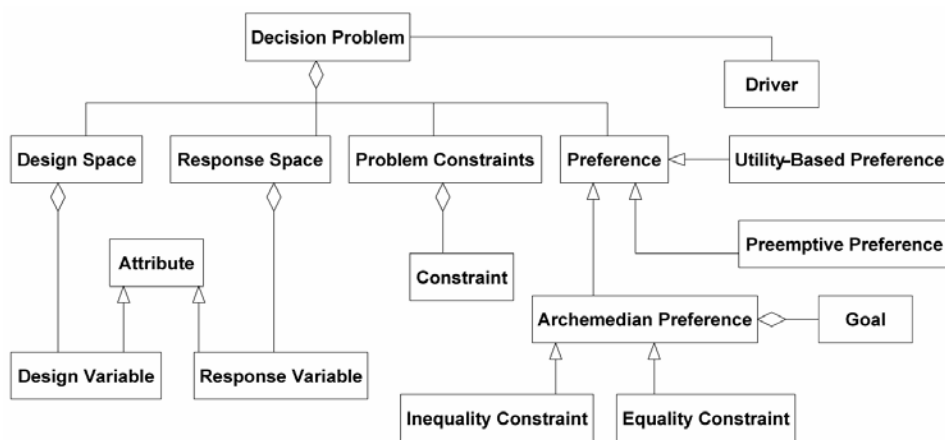 Decision Problem
Driver
Design Space
Response Space
Problem Constraints
Preference
Utility-Based Preference
Preemptive Preference
Attribute
Constraint
Archemedian Preference
Goal
Design Variable
Response Variable
Inequality Constraint
Equality Constraint